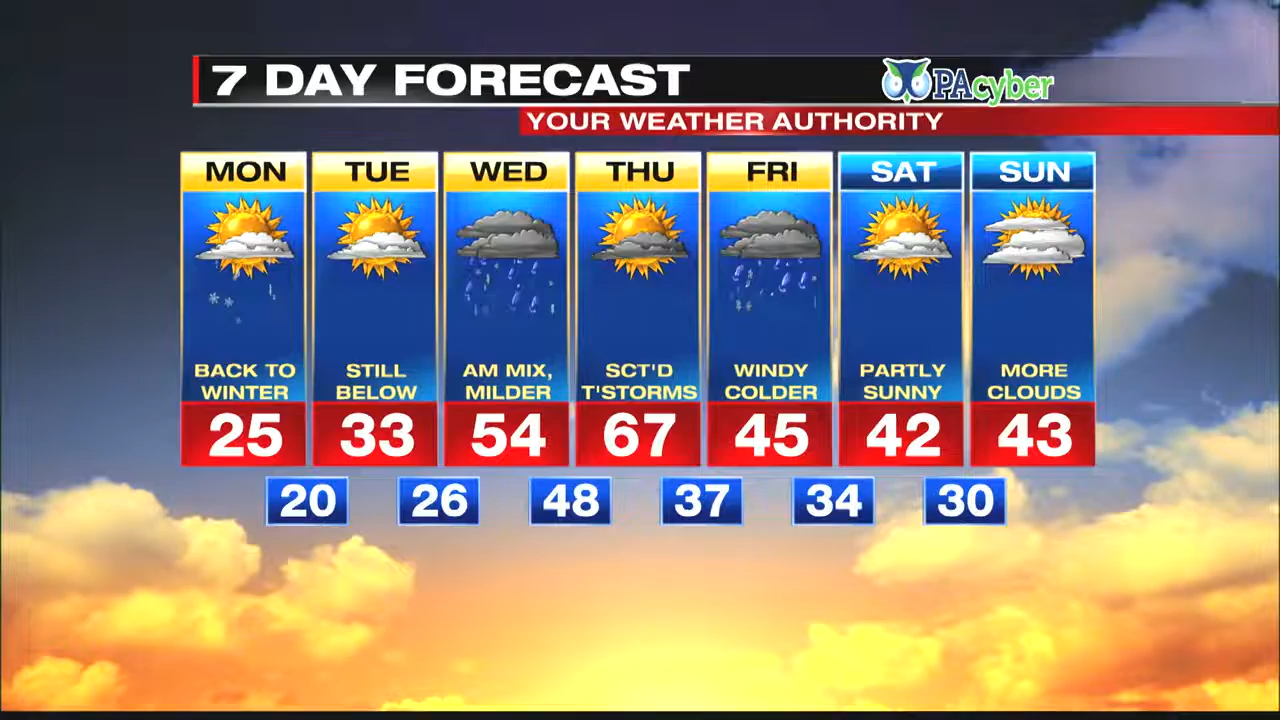 7 DAY FORECAST
PAcyber
YOUR WEATHER AUTHORITY
MON TUE WED THU FRI SAT SUN
BACK TO STILL AM MIX, SCT'D WINDY PARTLY MORE
WINTER BELOW MILDER T'STORMS COLDER SUNNY CLOUDS
25 33 54 67 45 42 43
20 26 48 37 34 30